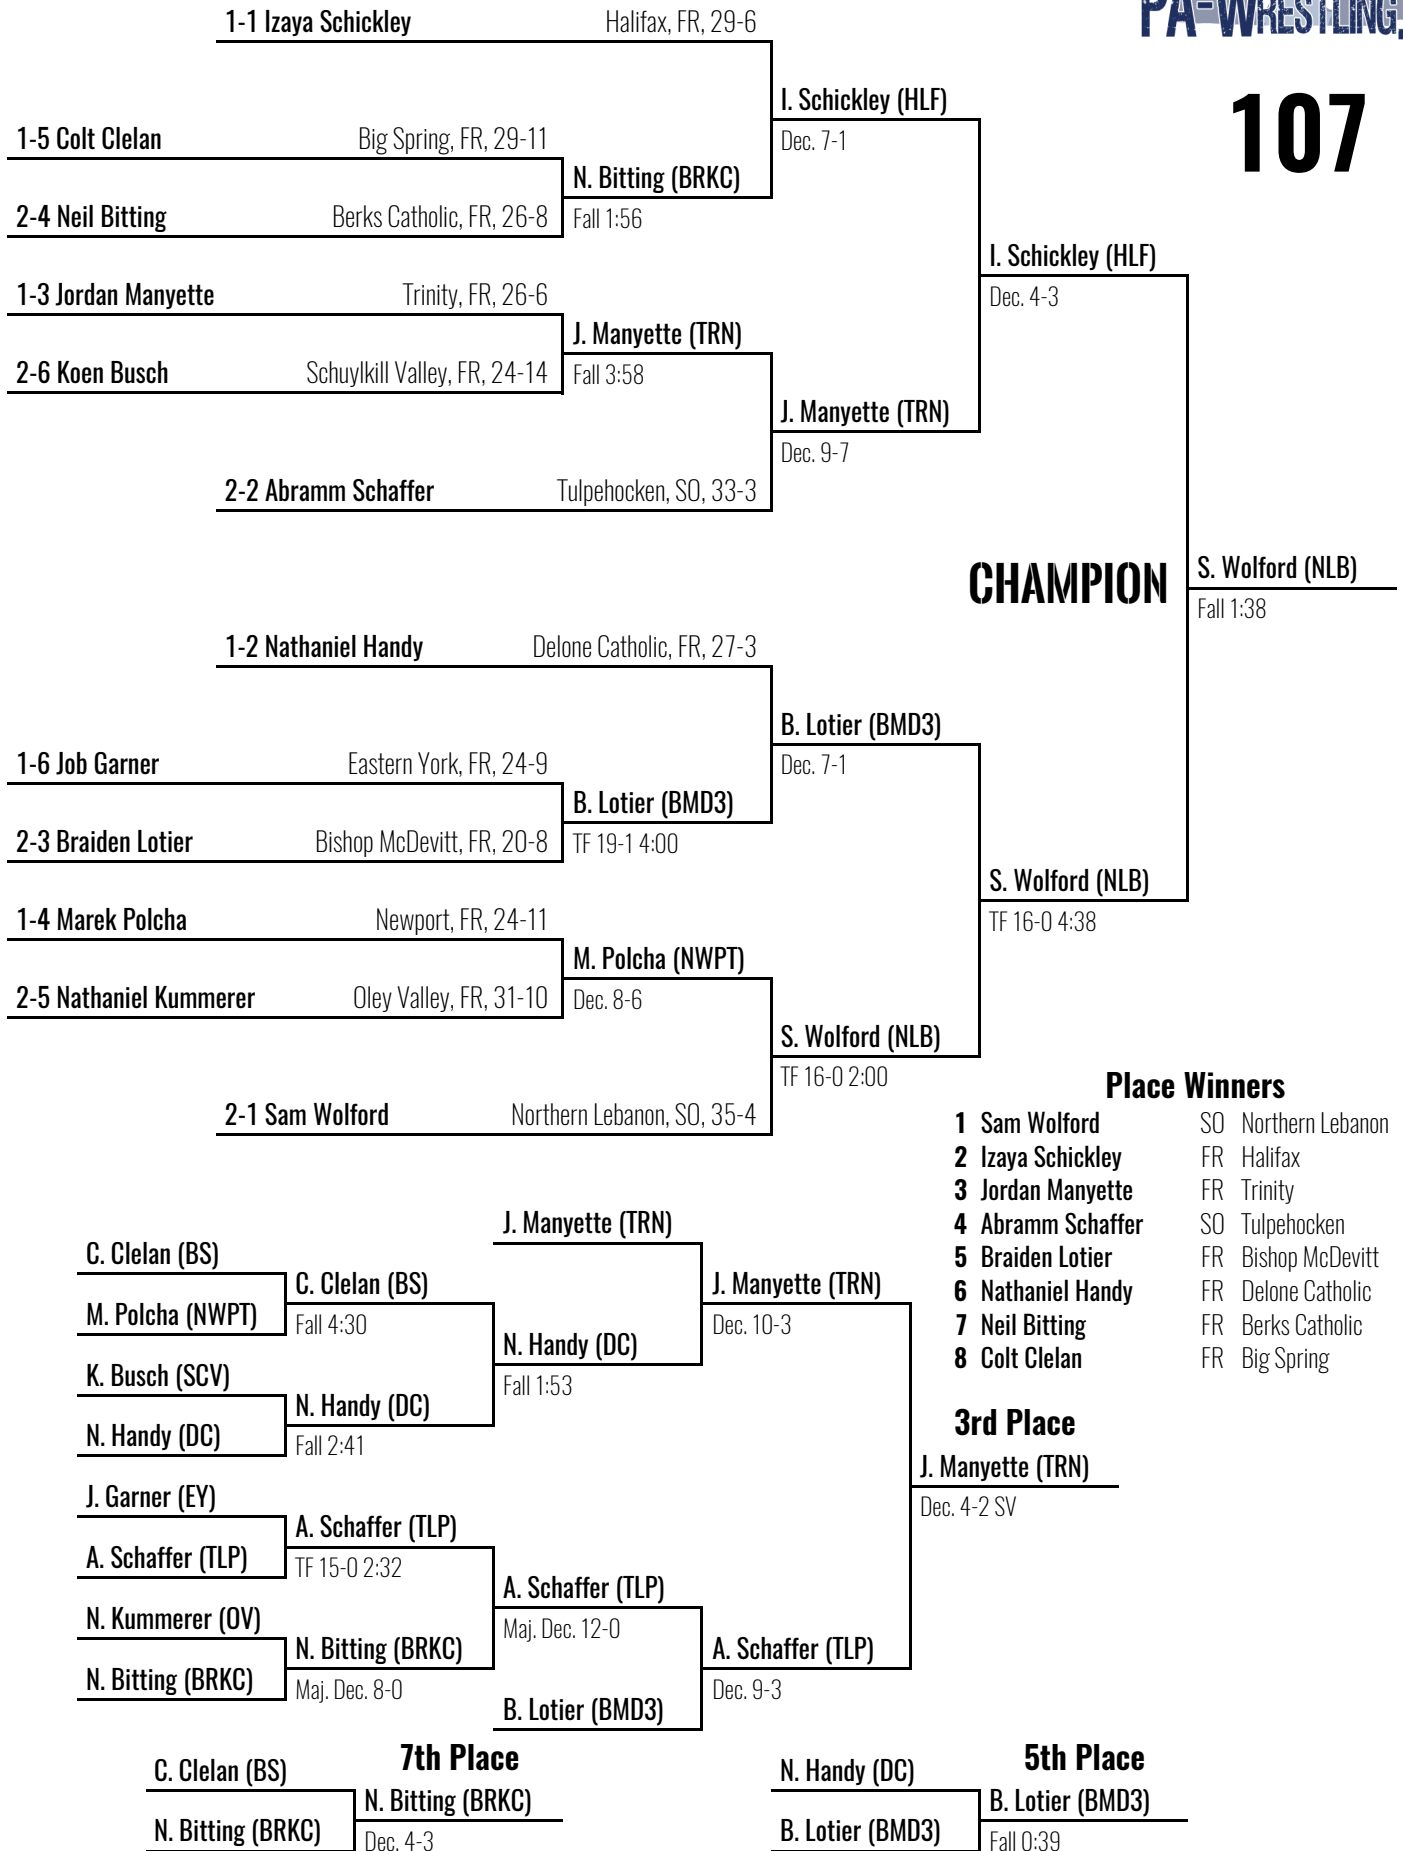 PA-WRESTLING.
107
1-1 Izaya Schickley Halifax, FR, 29-6
I. Schickley (HLF)
Dec. 7-1
1-5 Colt Clelan Big Spring, FR, 29-11
N. Bitting (BRKC)
Fall 1:56
2-4 Neil Bitting Berks Catholic, FR, 26-8
I. Schickley (HLF)
Dec. 4-3
1-3 Jordan Manyette Trinity, FR, 26-6
J. Manyette (TRN)
Fall 3:58
2-6 Koen Busch Schuylkill Valley, FR, 24-14
J. Manyette (TRN)
Dec. 9-7
2-2 Abramm Schaffer Tulpehocken, SO, 33-3
CHAMPION
S. Wolford (NLB)
Fall 1:38
1-2 Nathaniel Handy Delone Catholic, FR, 27-3
B. Lotier (BMD3)
Dec. 7-1
1-6 Job Garner Eastern York, FR, 24-9
B. Lotier (BMD3)
TF 19-1 4:00
2-3 Braiden Lotier Bishop McDevitt, FR, 20-8
S. Wolford (NLB)
TF 16-0 4:38
1-4 Marek Polcha Newport, FR, 24-11
M. Polcha (NWPT)
Dec. 8-6
2-5 Nathaniel Kummerer Oley Valley, FR, 31-10
S. Wolford (NLB)
TF 16-0 2:00
2-1 Sam Wolford Northern Lebanon, SO, 35-4
Place Winners
1 Sam Wolford SO Northern Lebanon
2 Izaya Schickley FR Halifax
3 Jordan Manyette FR Trinity
4 Abramm Schaffer SO Tulpehocken
5 Braiden Lotier FR Bishop McDevitt
6 Nathaniel Handy FR Delone Catholic
7 Neil Bitting FR Berks Catholic
8 Colt Clelan FR Big Spring
J. Manyette (TRN)
C. Clelan (BS)
C. Clelan (BS)
Fall 4:30
M. Polcha (NWPT)
J. Manyette (TRN)
Dec. 10-3
N. Handy (DC)
Fall 1:53
K. Busch (SCV)
N. Handy (DC)
Fall 2:41
N. Handy (DC)
3rd Place
J. Manyette (TRN)
Dec. 4-2 SV
J. Garner (EY)
A. Schaffer (TLP)
TF 15-0 2:32
A. Schaffer (TLP)
A. Schaffer (TLP)
Maj. Dec. 12-0
N. Kummerer (OV)
N. Bitting (BRKC)
Maj. Dec. 8-0
N. Bitting (BRKC)
A. Schaffer (TLP)
Dec. 9-3
B. Lotier (BMD3)
7th Place
C. Clelan (BS)
N. Bitting (BRKC)
Dec. 4-3
N. Bitting (BRKC)
5th Place
N. Handy (DC)
B. Lotier (BMD3)
Fall 0:39
B. Lotier (BMD3)